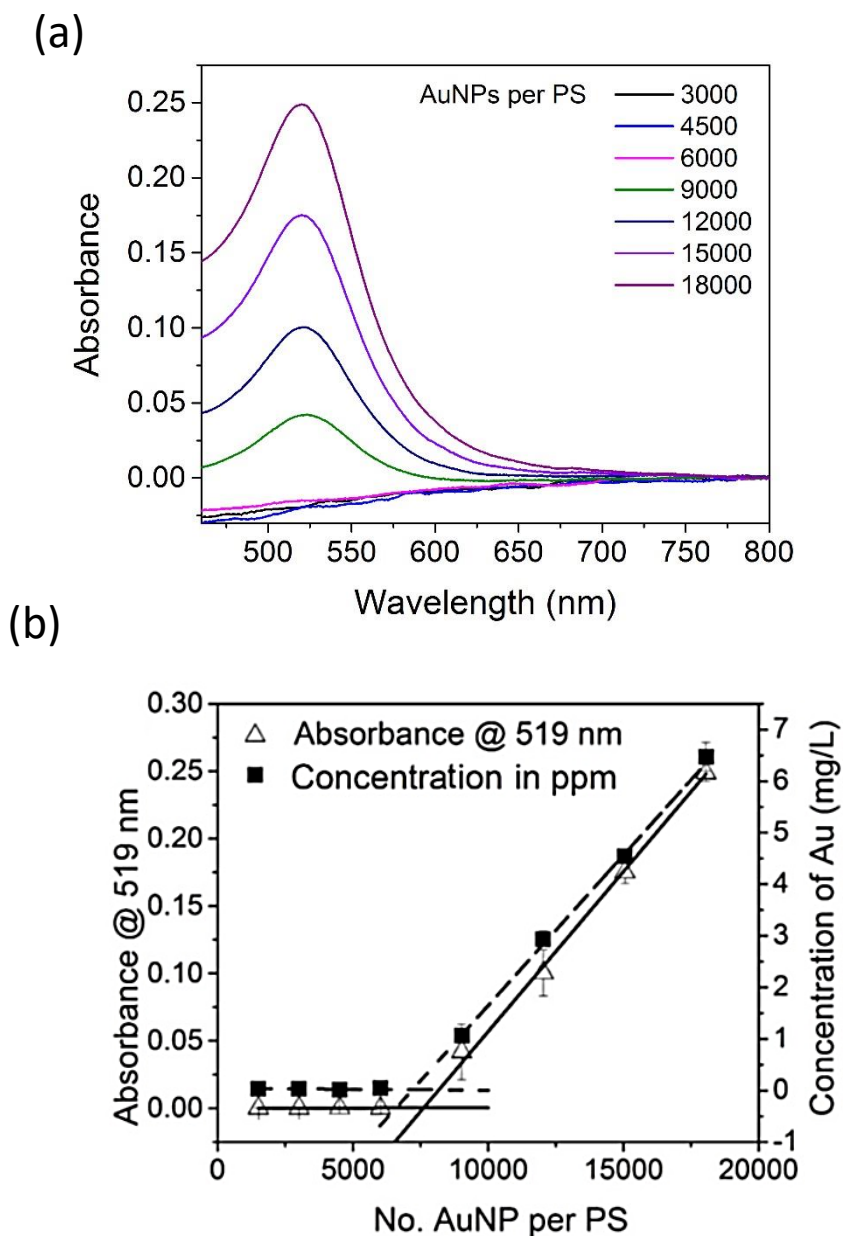 (a)
AuNPs per PS
3000
4500
6000
9000
12000
15000
18000
0.25
0.20
0.15
0.10
0.05
0.00
Absorbance
500 550 600 650 700 750 800
Wavelength (nm)
(b)
Absorbance @ 519 nm
Concentration in ppm
0.30
0.25
0.20
0.15
0.10
0.05
0.00
Absorbance @ 519 nm
7
6
5
4
3
2
1
0
-1
Concentration of Au (mg/L)
0 5000 10000 15000 20000
No. AuNP per PS